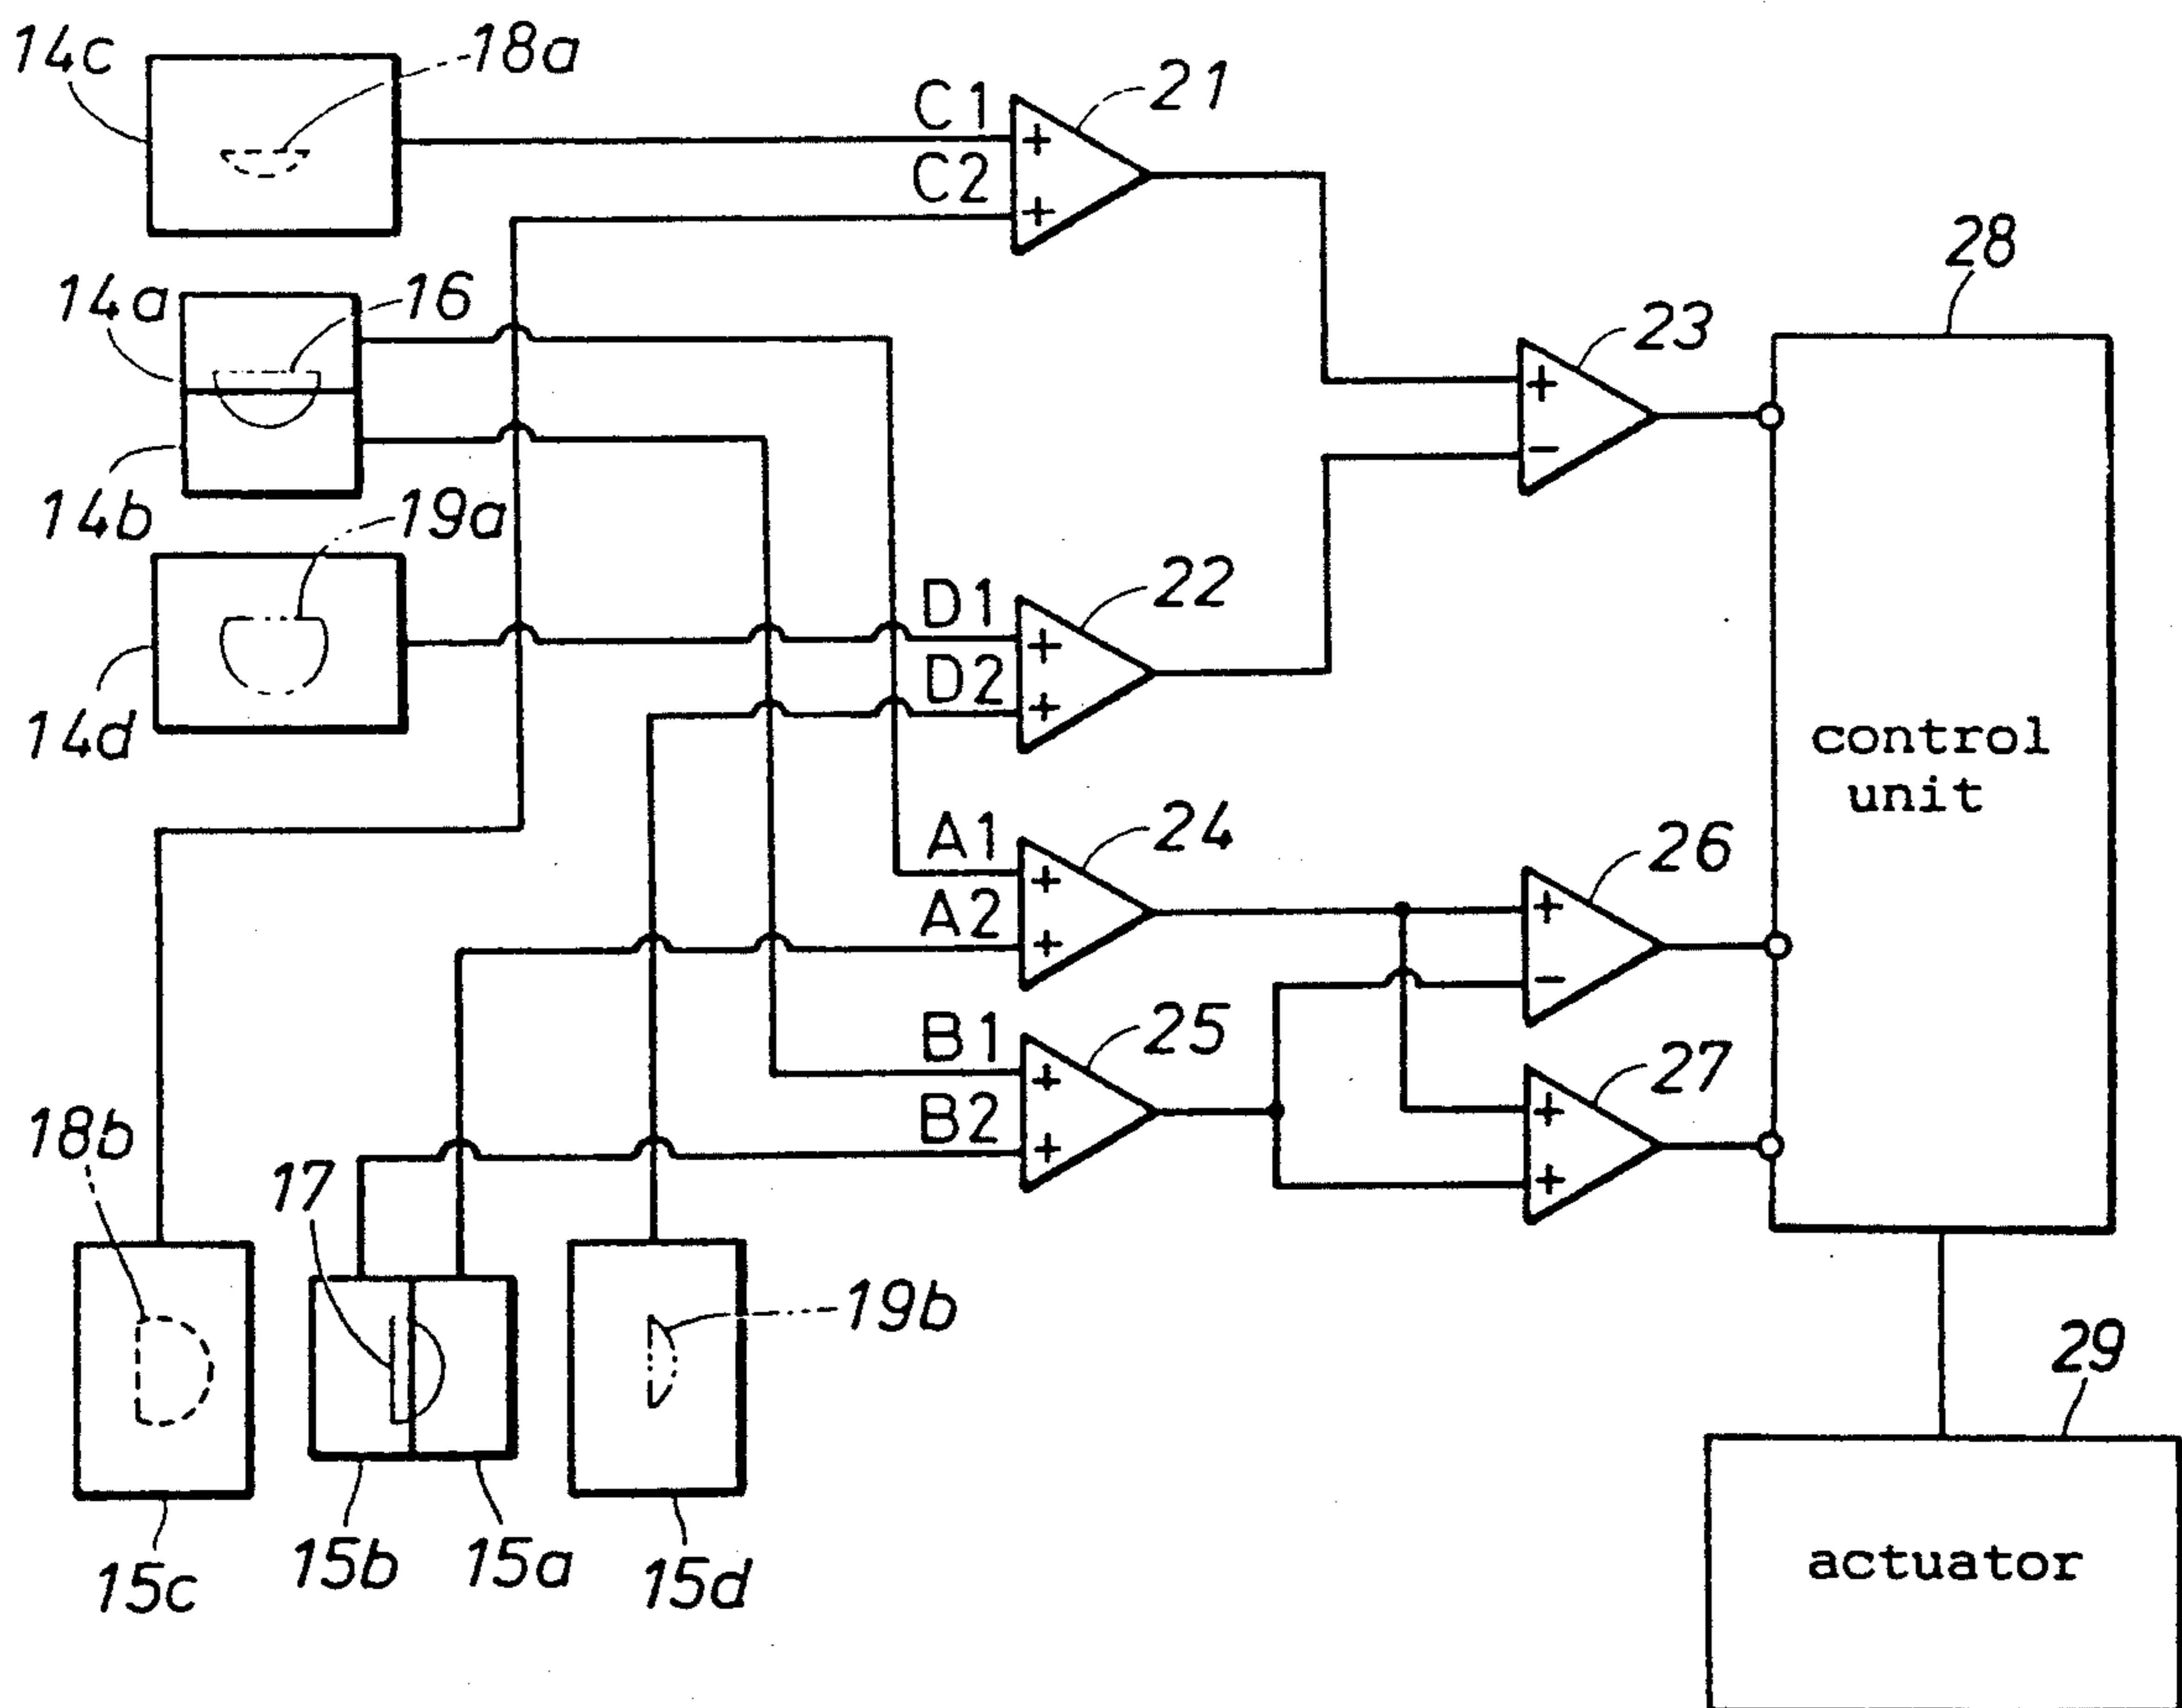 14c
18a
C1
21
C2
+
+
28
14a
16
23
+
−
14b
19a
D1
22
D2
+
+
14d
control
unit
A1
24
A2
+
+
26
+
−
B1
25
B2
+
+
27
+
+
18b
17
19b
29
15c
15b
15a
15d
actuator